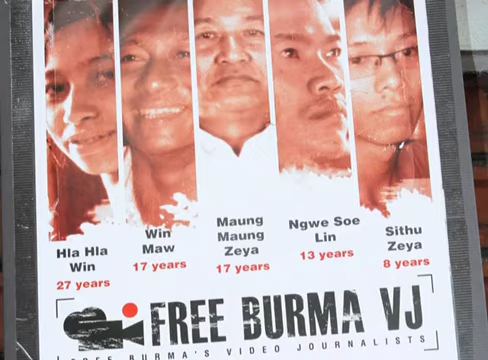 Hla Hla
Win
27 years
Win
Maw
17 years
Maung
Maung
Zeya
17 years
Ngwe Soe
Lin
13 years
Sithu
Zeya
8 years
FREE BURMA VJ
FREE BURMA'S VIDEO JOURNALISTS